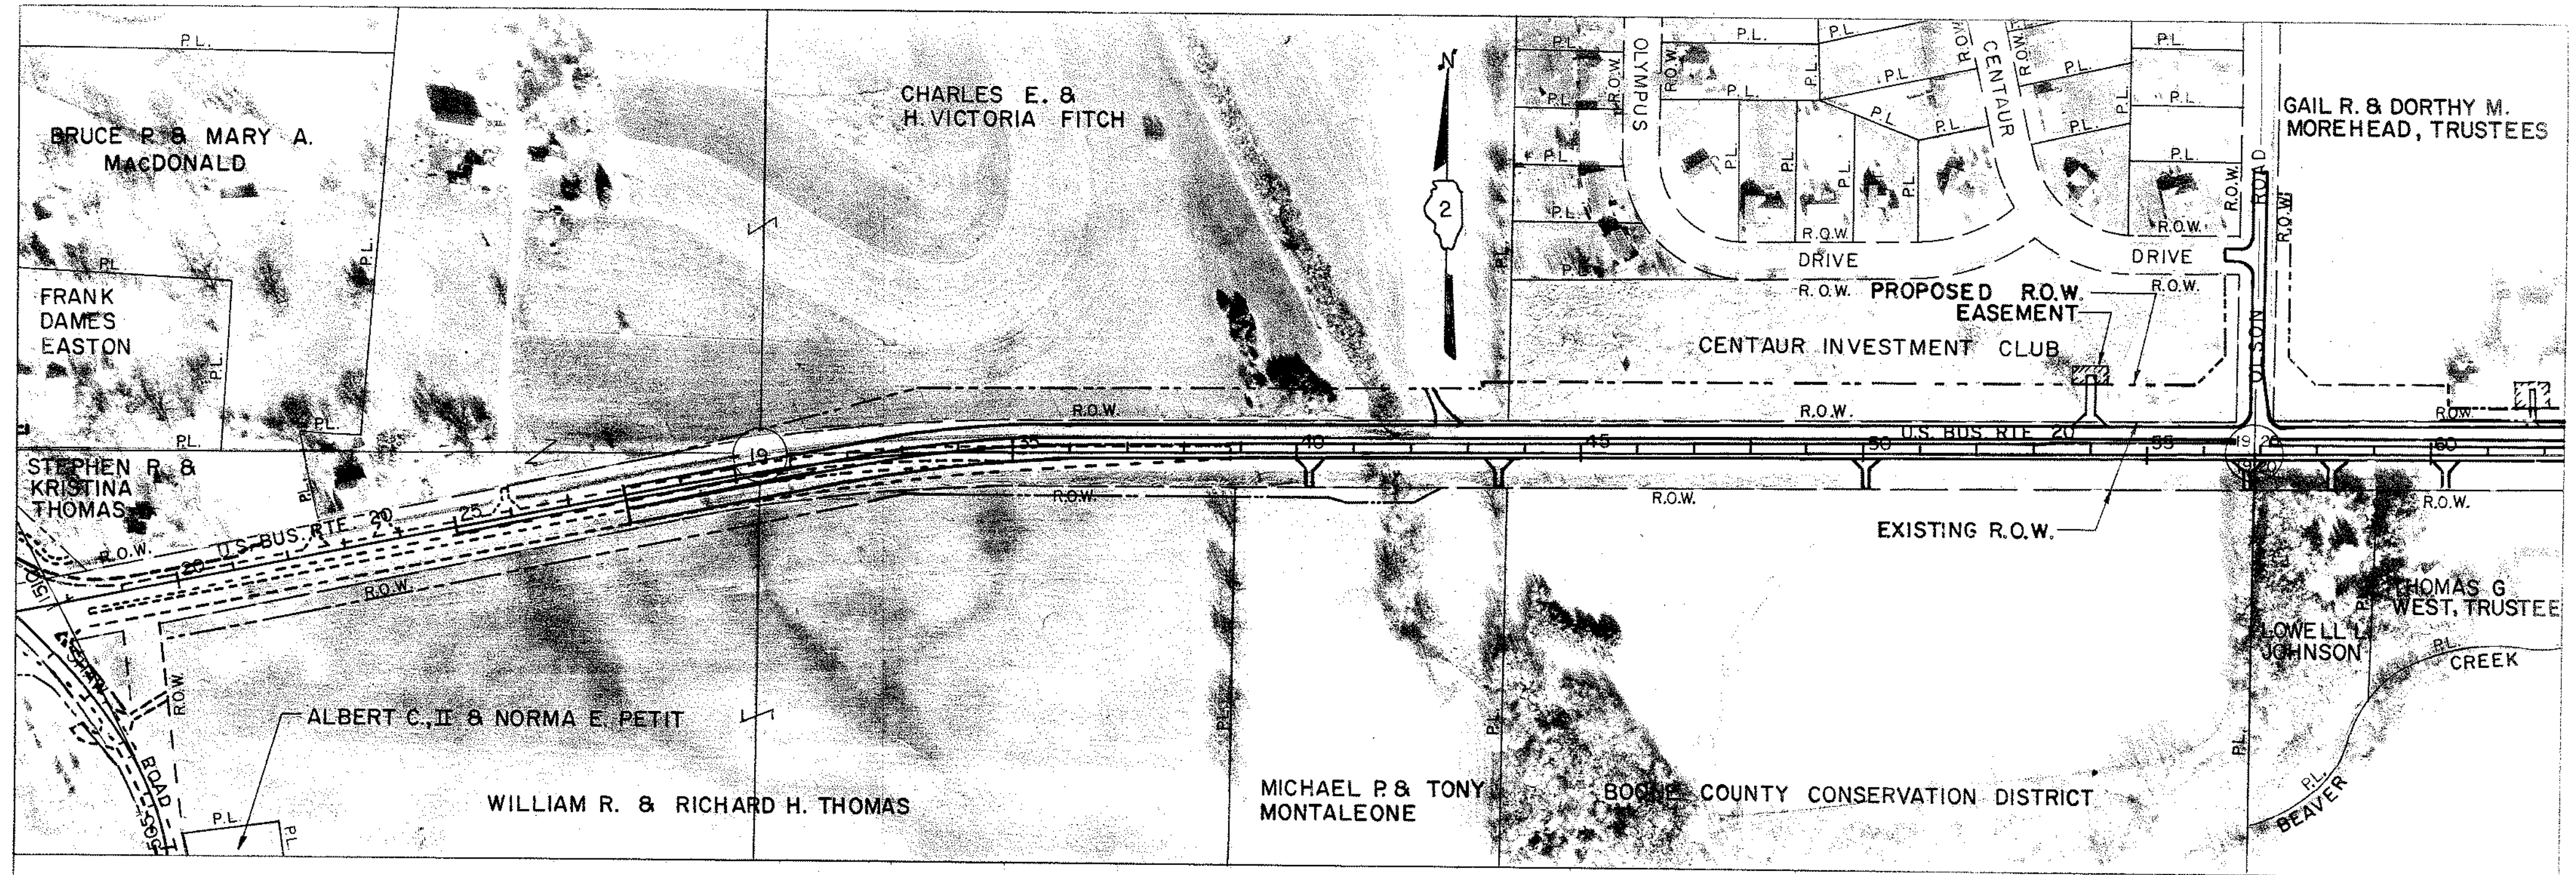 P.L.
BRUCE P. & MARY A.
MACDONALD
P.L.
P.L.
FRANK
DAMES
EASTON
P.L.
P.L.
P.L.
STEPHEN R. &
KRISTINA
THOMAS
P.L.
R.O.W.
U.S. BUS. RTE. 20
20
25
R.O.W.
SHAW
ROAD
R.O.W.
ALBERT C., II & NORMA E. PETIT
P.L.
P.L.
WILLIAM R. & RICHARD H. THOMAS
CHARLES E. &
H. VICTORIA FITCH
19
R.O.W.
35
R.O.W.
40
N
2
P.L.
P.L.
P.L.
MICHAEL P. & TONY
MONTALEONE
P.L.
P.L.
P.L.
P.L.
P.L.
R.O.W.
OLYMPUS
R.O.W.
P.L.
P.L.
P.L.
P.L.
P.L.
P.L.
P.L.
P.L.
P.L.
P.L.
P.L.
P.L.
R.O.W.
CENTAUR
R.O.W.
P.L.
P.L.
P.L.
P.L.
P.L.
P.L.
R.O.W.
DRIVE
R.O.W.
R.O.W.
DRIVE
R.O.W.
R.O.W.
ROAD
R.O.W.
OLSON
GAIL R. & DORTHY M.
MOREHEAD, TRUSTEES
PROPOSED R.O.W.
EASEMENT
CENTAUR INVESTMENT CLUB
R.O.W.
U.S. BUS. RTE. 20
45
50
55
19
20
60
R.O.W.
R.O.W.
R.O.W.
EXISTING R.O.W.
BOONE COUNTY CONSERVATION DISTRICT
P.L.
P.L.
THOMAS G
WEST, TRUSTEE
LOWELL L.
JOHNSON
P.L.
CREEK
P.L.
BEAVER